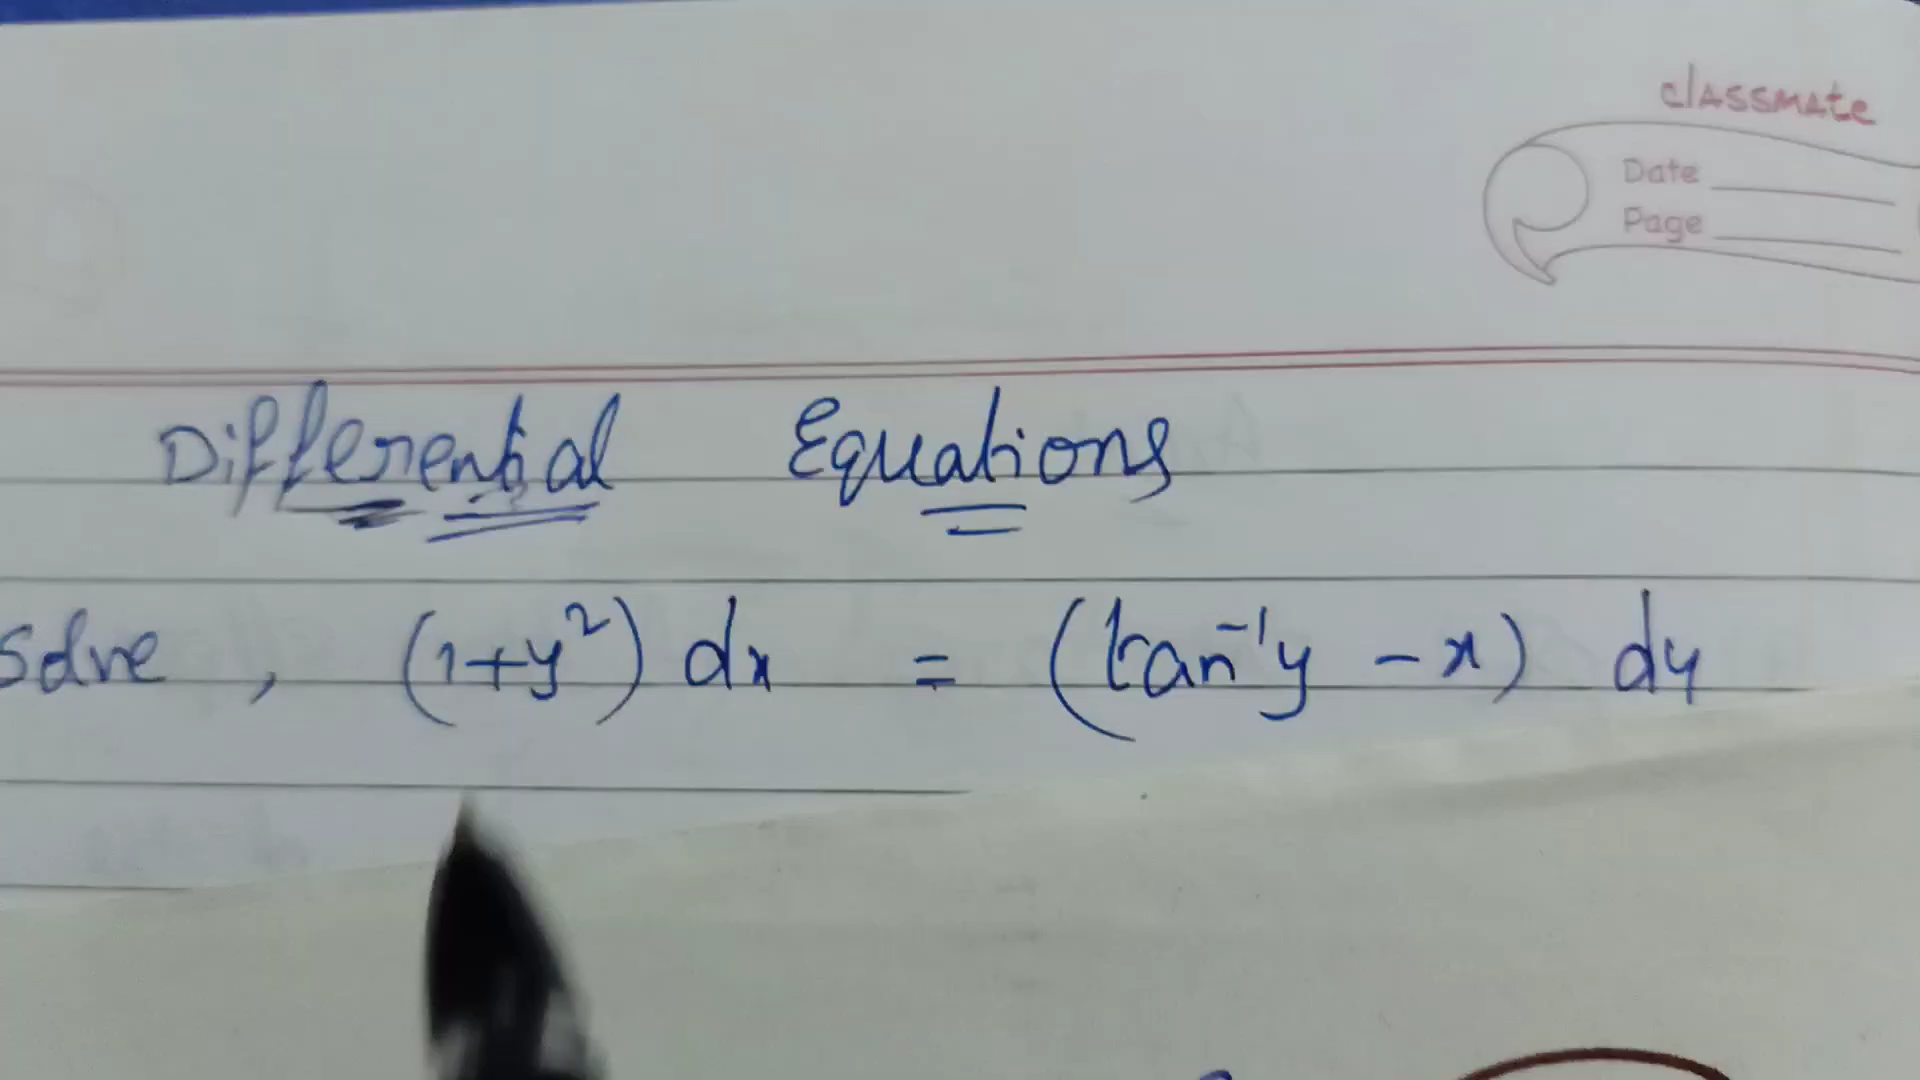 classmate
Date
Page
Differential Equations
Solve , (1+y²) dx = (tan⁻¹y - x) dy